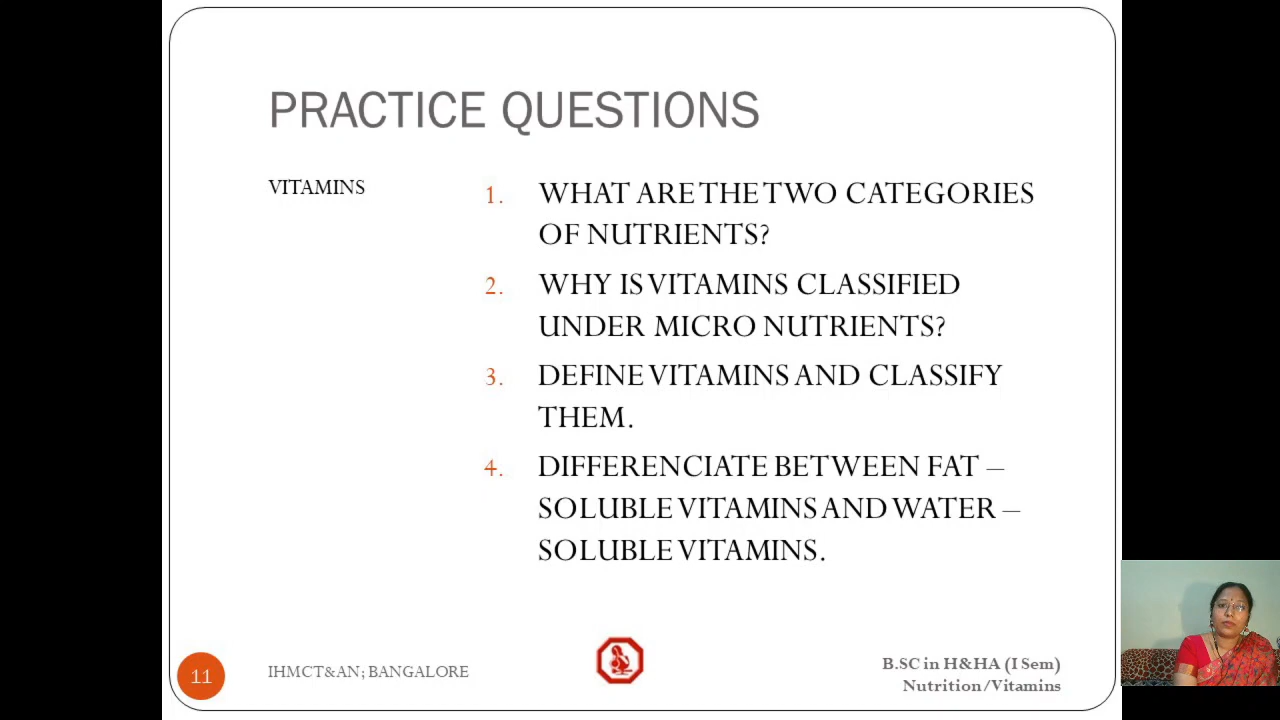 PRACTICE QUESTIONS
VITAMINS
1. WHAT ARE THE TWO CATEGORIES
OF NUTRIENTS?
2. WHY IS VITAMINS CLASSIFIED
UNDER MICRO NUTRIENTS?
3. DEFINE VITAMINS AND CLASSIFY
THEM.
4. DIFFERENCIATE BETWEEN FAT –
SOLUBLE VITAMINS AND WATER –
SOLUBLE VITAMINS.
11
IHMCT&AN; BANGALORE
B.SC in H&HA (I Sem)
Nutrition/Vitamins